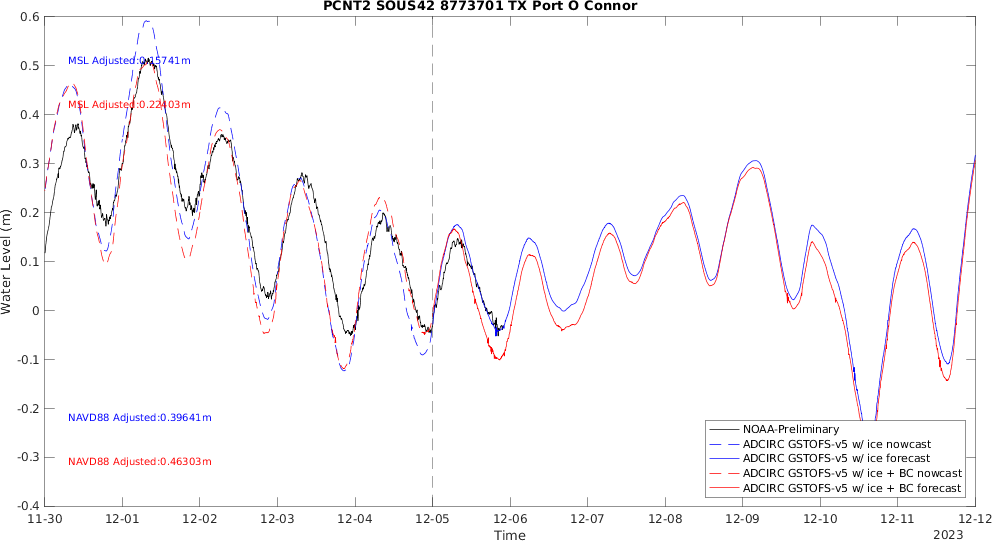 PCNT2 SOUS42 8773701 TX Port O Connor
0.6
0.5
0.4
0.3
0.2
0.1
0
-0.1
-0.2
-0.3
-0.4
Water Level (m)
MSL Adjusted:0.15741m
MSL Adjusted:0.22403m
NAVD88 Adjusted:0.39641m
NAVD88 Adjusted:0.46303m
NOAA-Preliminary
ADCIRC GSTOFS-v5 w/ ice nowcast
ADCIRC GSTOFS-v5 w/ ice forecast
ADCIRC GSTOFS-v5 w/ ice + BC nowcast
ADCIRC GSTOFS-v5 w/ ice + BC forecast
11-30 12-01 12-02 12-03 12-04 12-05 12-06 12-07 12-08 12-09 12-10 12-11 12-12
Time
2023